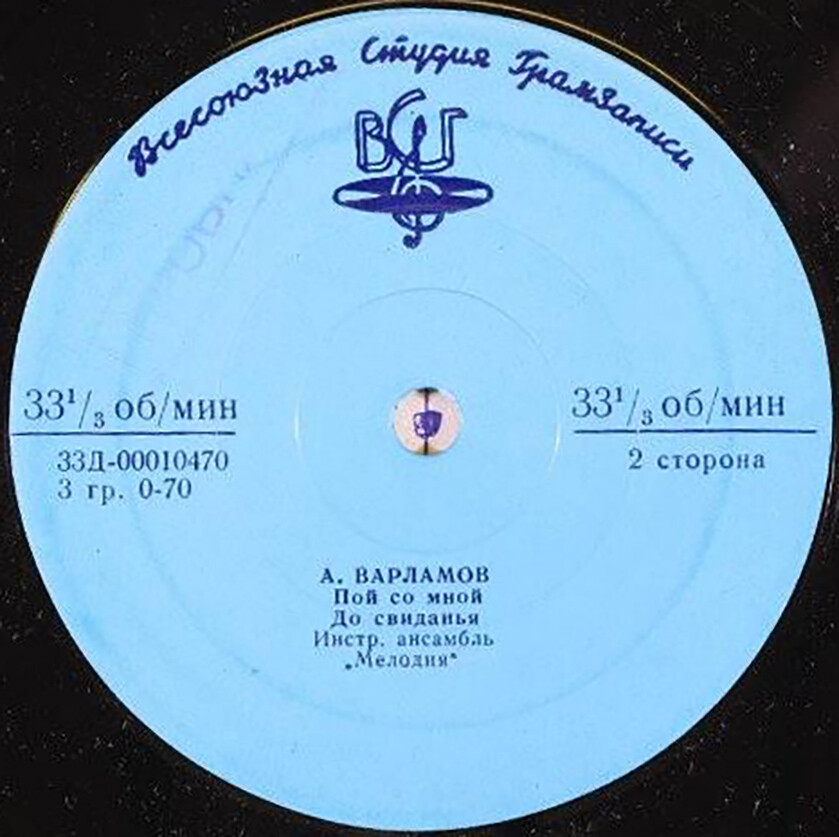 Всесоюзная Студия Грамзаписи
ВСГ
33¹/₃ об/мин
33Д-00010470
3 гр. 0-70
33¹/₃ об/мин
2 сторона
А. ВАРЛАМОВ
Пой со мной
До свиданья
Инстр. ансамбль
„Мелодия“